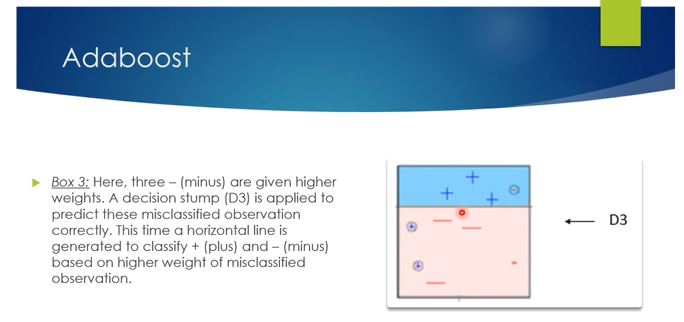 Adaboost
Box 3: Here, three – (minus) are given higher
weights. A decision stump (D3) is applied to
predict these misclassified observation
correctly. This time a horizontal line is
generated to classify + (plus) and – (minus)
based on higher weight of misclassified
observation.
D3